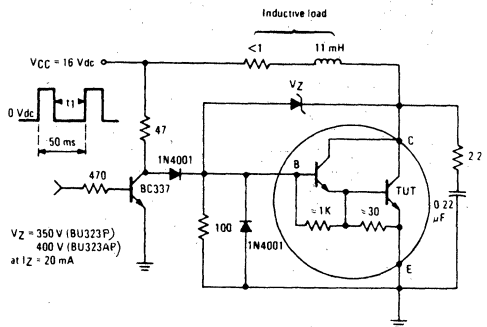 Inductive load
<1
11 mH
VCC = 16 Vdc
VZ
0 Vdc
t1
50 ms
47
1N4001
B
C
470
BC337
TUT
22
≈1K
≈30
0.22
μF
100
1N4001
E
VZ = 350 V (BU323P)
400 V (BU323AP)
at IZ = 20 mA